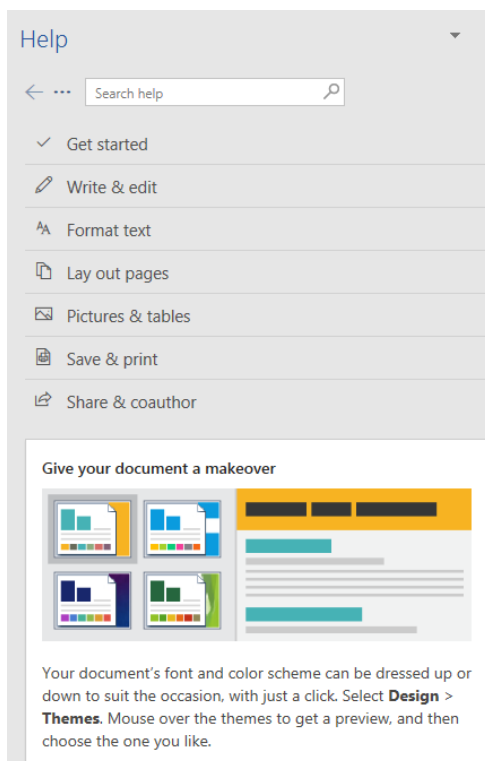 Help
Search help
Get started
Write & edit
Format text
Lay out pages
Pictures & tables
Save & print
Share & coauthor
Give your document a makeover
Your document's font and color scheme can be dressed up or
down to suit the occasion, with just a click. Select Design >
Themes. Mouse over the themes to get a preview, and then
choose the one you like.